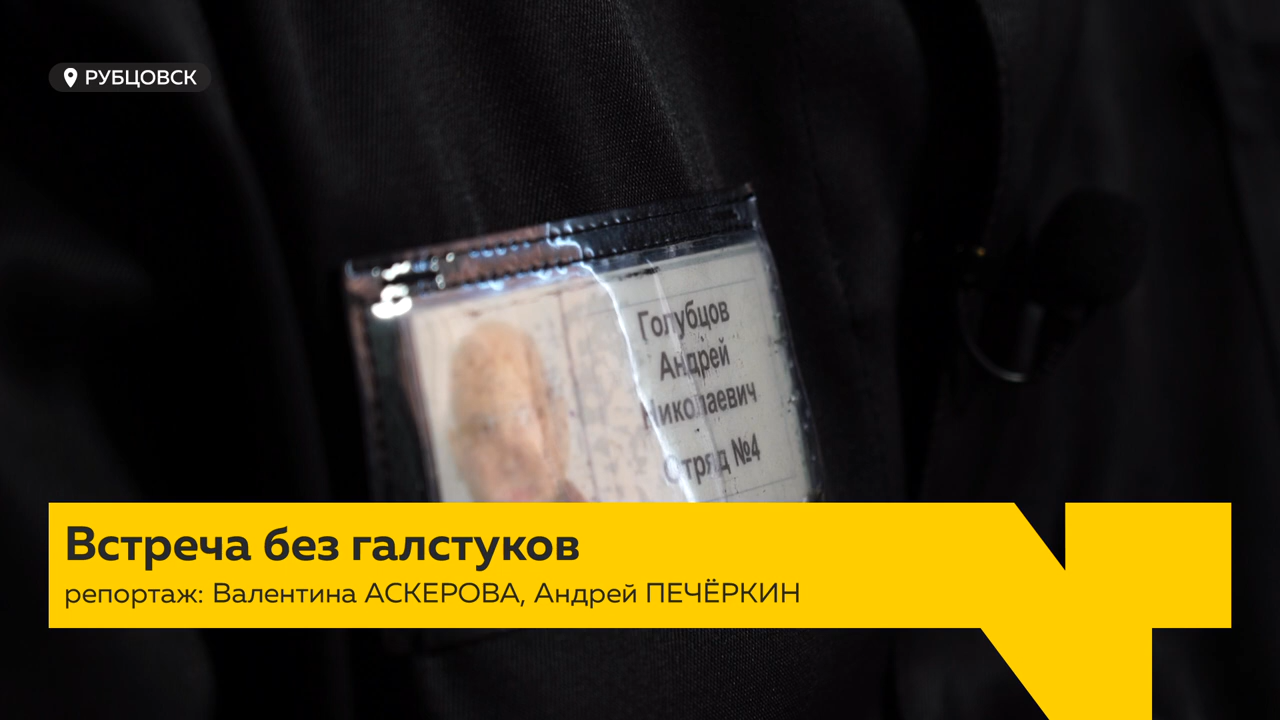 РУБЦОВСК
Голубцов
Андрей
Николаевич
Отряд №4
Встреча без галстуков
репортаж: Валентина АСКЕРОВА, Андрей ПЕЧЁРКИН